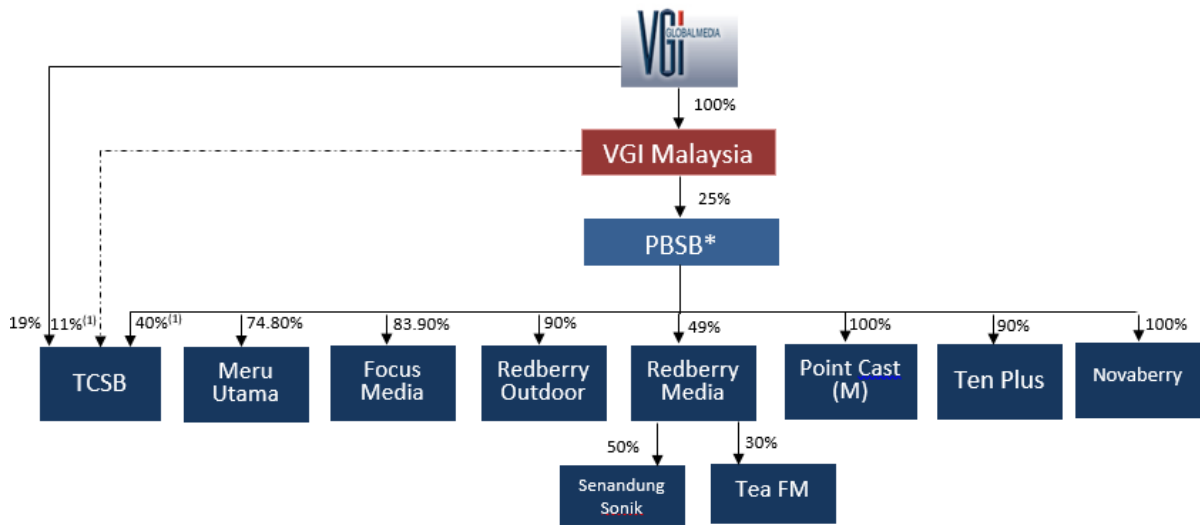 VGi GLOBALMEDIA
100%
VGI Malaysia
25%
PBSB*
19% 11%(1) 40%(1) 74.80% 83.90% 90% 49% 100% 90% 100%
TCSB
Meru
Utama
Focus
Media
Redberry
Outdoor
Redberry
Media
Point Cast
(M)
Ten Plus
Novaberry
50% 30%
Senandung
Sonik
Tea FM